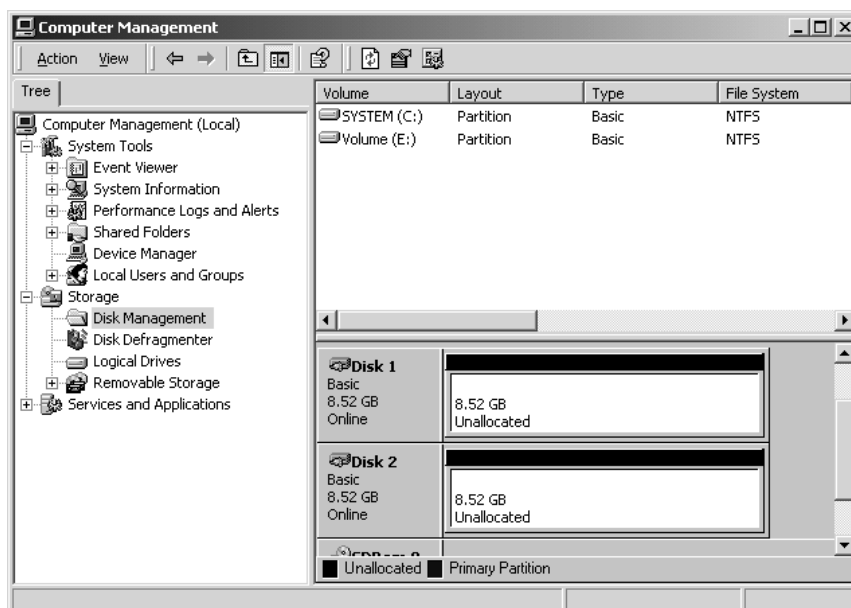 Computer Management
Action View
Tree
Computer Management (Local)
System Tools
Event Viewer
System Information
Performance Logs and Alerts
Shared Folders
Device Manager
Local Users and Groups
Storage
Disk Management
Disk Defragmenter
Logical Drives
Removable Storage
Services and Applications
Volume Layout Type File System
SYSTEM (C:) Partition Basic NTFS
Volume (E:) Partition Basic NTFS
Disk 1
Basic
8.52 GB
Online
8.52 GB
Unallocated
Disk 2
Basic
8.52 GB
Online
8.52 GB
Unallocated
Unallocated Primary Partition